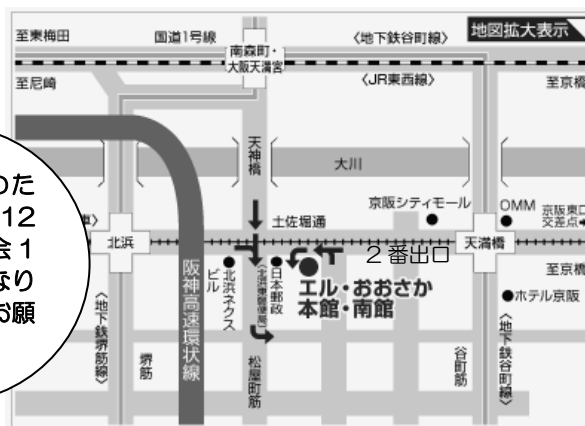 至東梅田
国道1号線
南森町・
大阪天満宮
〈地下鉄谷町線〉
地図拡大表示
至尼崎
〈JR東西線〉
至京橋
天神橋
大川
のた
12
会1
なり
お願
車〉
北浜
土佐堀通
京阪シティモール
OMM
京阪東口
交差点
天満橋
2番出口
阪神高速環状線
北浜ネクス
ビル
日本郵政
(北浜東郵便局)
エル・おおさか
本館・南館
至京橋
ホテル京阪
〈地下鉄堺筋線〉
堺筋
松屋町筋
谷町筋
〈地下鉄谷町線〉